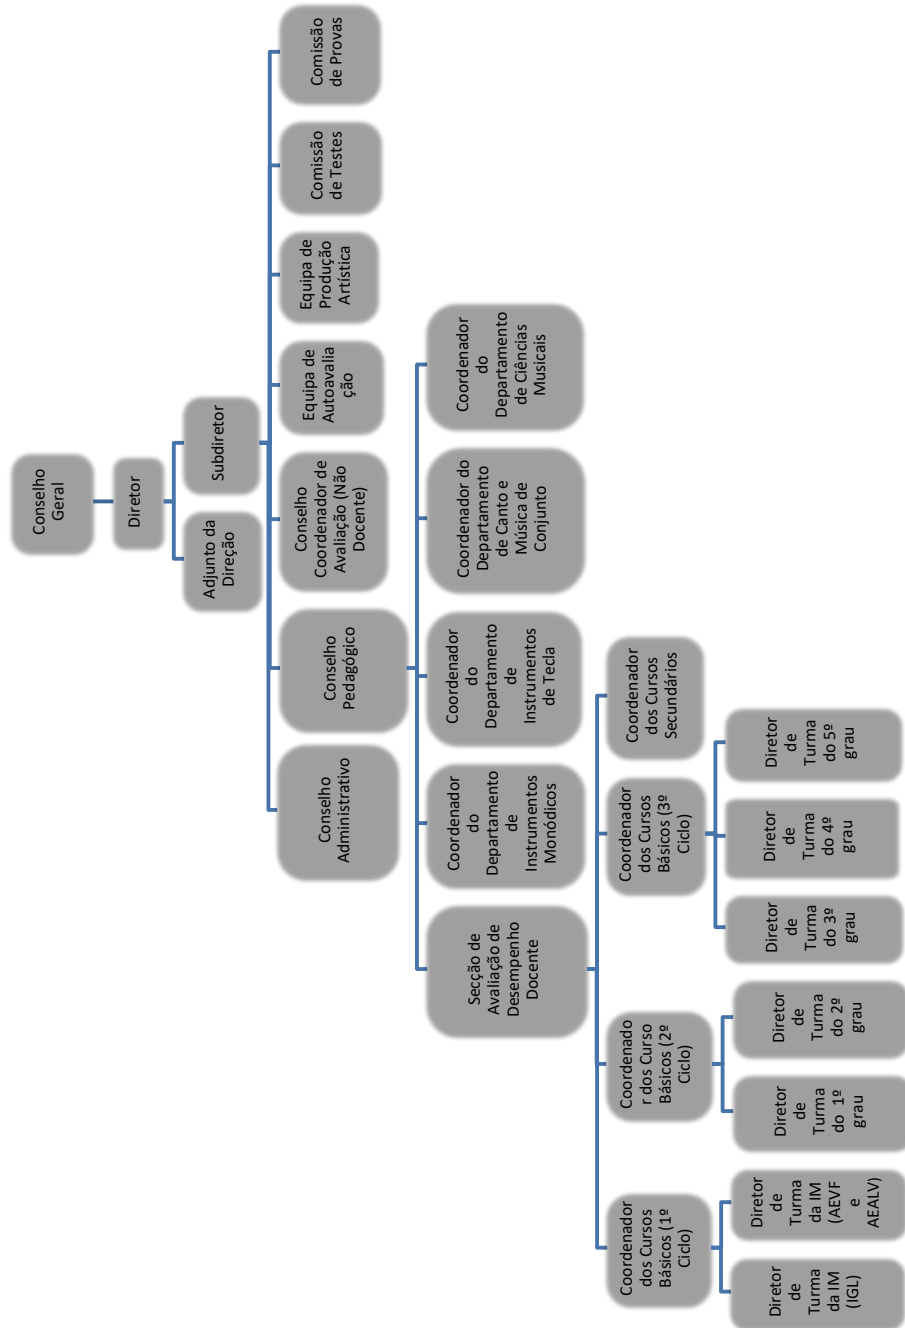 Conselho
Geral
Diretor
Adjunto da
Direção
Subdiretor
Conselho
Administrativo
Conselho
Pedagógico
Conselho
Coordenador de
Avaliação (Não
Docente)
Equipa de
Autoavalia
ção
Equipa de
Produção
Artística
Comissão
de Testes
Comissão
de Provas
Secção de
Avaliação de
Desempenho
Docente
Coordenador
do
Departamento
de
Instrumentos
Monódicos
Coordenador
do
Departamento
de
Instrumentos
de Tecla
Coordenador do
Departamento
de Canto e
Música de
Conjunto
Coordenador
do
Departamento
de Ciências
Musicais
Coordenador
dos Cursos
Básicos (1º
Ciclo)
Coordenado
r dos Curso
Básicos (2º
Ciclo)
Coordenador
dos Cursos
Básicos (3º
Ciclo)
Coordenador
dos Cursos
Secundários
Diretor
de
Turma
da IM
(IGL)
Diretor
de
Turma
da IM
(AEVF
e
AEALV)
Diretor
de
Turma
do 1º
grau
Diretor
de
Turma
do 2º
grau
Diretor
de
Turma
do 3º
grau
Diretor
de
Turma
do 4º
grau
Diretor
de
Turma
do 5º
grau